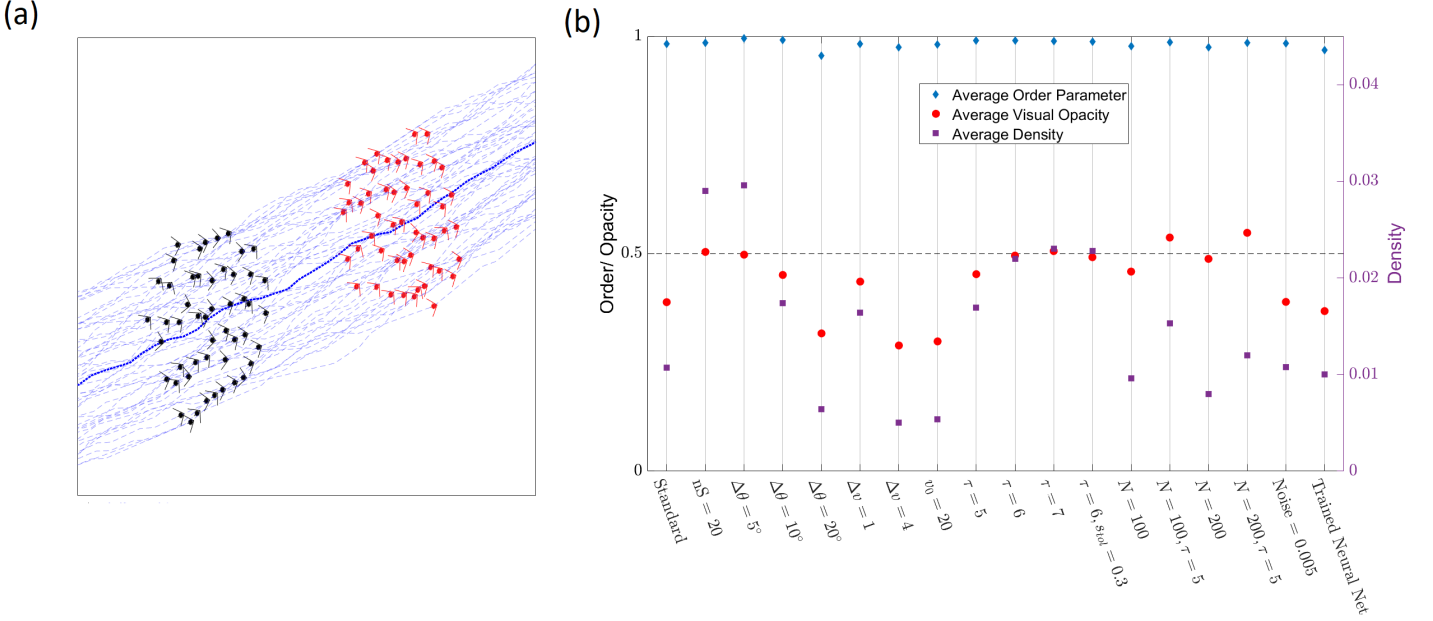 (a)
(b)
1
0.5
0
Order/ Opacity
Average Order Parameter
Average Visual Opacity
Average Density
0.04
0.03
0.02
0.01
0
Density
Standard
nS = 20
Δθ = 5°
Δθ = 10°
Δθ = 20°
Δv = 1
Δv = 4
v₀ = 20
τ = 5
τ = 6
τ = 7
τ = 6, sₜₒₗ = 0.3
N = 100
N = 100, τ = 5
N = 200
N = 200, τ = 5
Noise = 0.005
Trained Neural Net